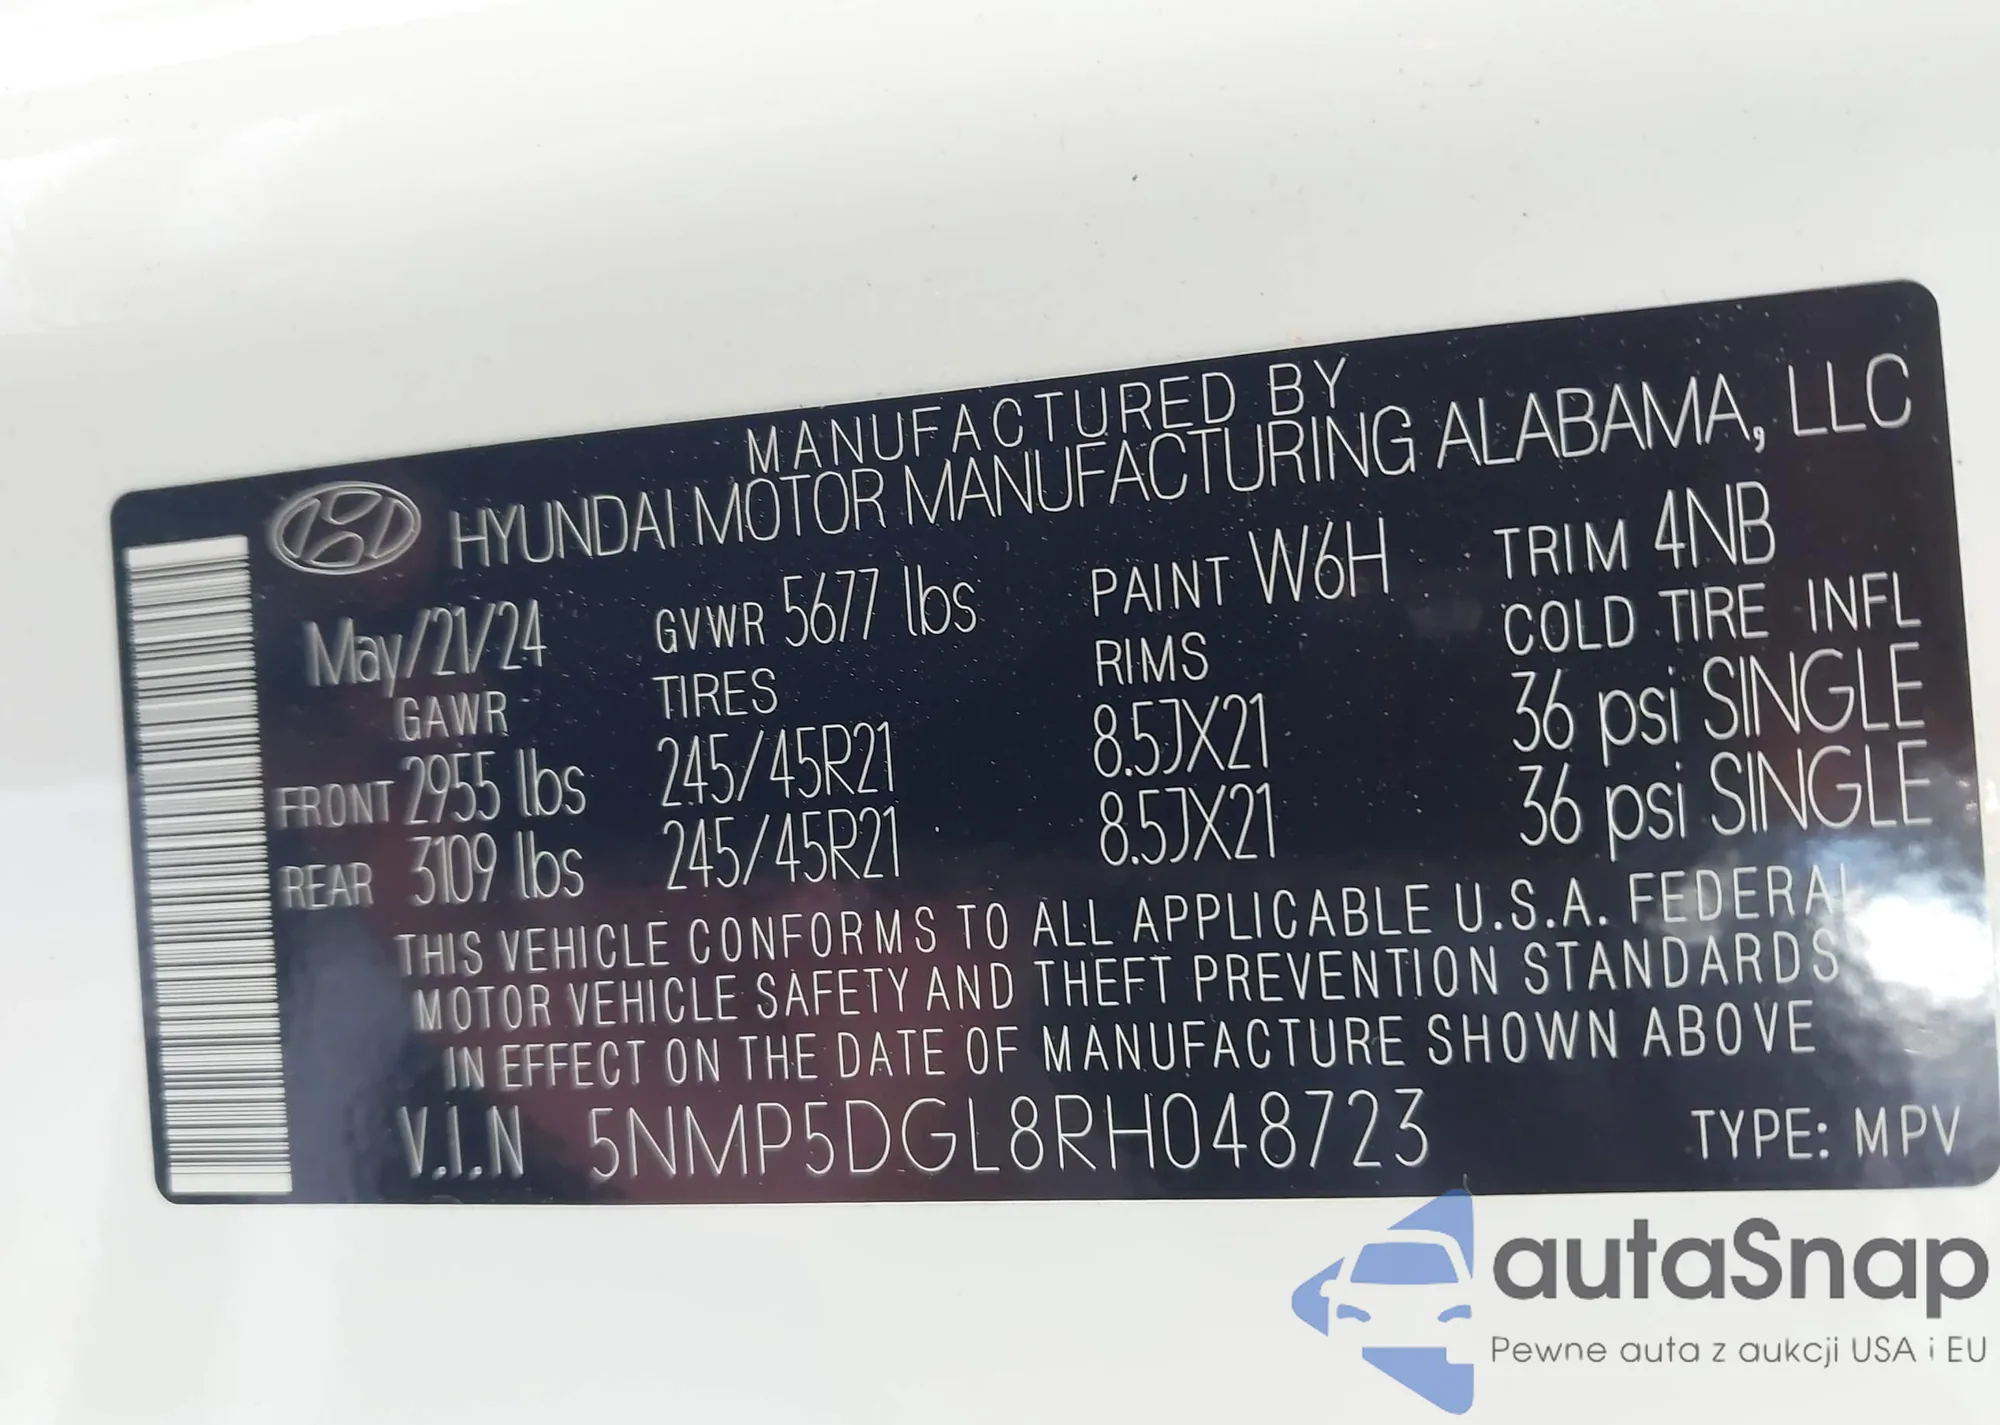 MANUFACTURED BY
HYUNDAI MOTOR MANUFACTURING ALABAMA, LLC
May/21/24 GVWR 5677 lbs PAINT W6H TRIM 4NB
GAWR TIRES RIMS COLD TIRE INFL
FRONT 2955 lbs 245/45R21 8.5JX21 36 psi SINGLE
REAR 3109 lbs 245/45R21 8.5JX21 36 psi SINGLE
THIS VEHICLE CONFORMS TO ALL APPLICABLE U.S.A. FEDERAL
MOTOR VEHICLE SAFETY AND THEFT PREVENTION STANDARDS
IN EFFECT ON THE DATE OF MANUFACTURE SHOWN ABOVE
V.I.N 5NMP5DGL8RH048723 TYPE: MPV
autaSnap
Pewne auta z aukcji USA i EU